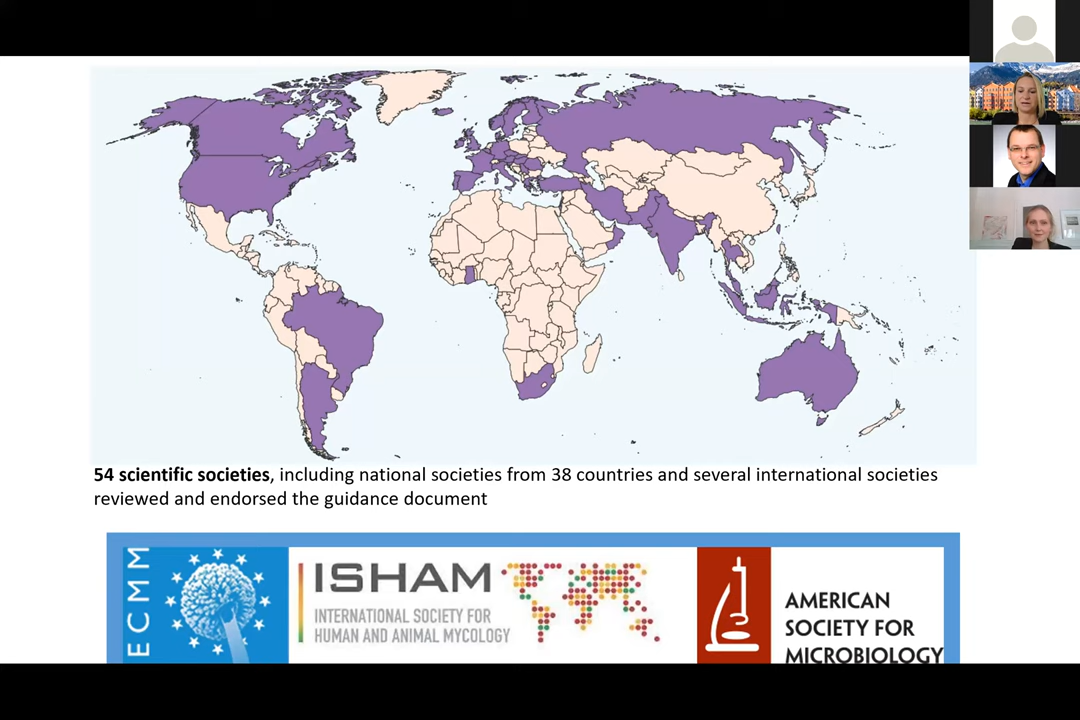 54 scientific societies, including national societies from 38 countries and several international societies
reviewed and endorsed the guidance document
ECMM
ISHAM
INTERNATIONAL SOCIETY FOR
HUMAN AND ANIMAL MYCOLOGY
AMERICAN
SOCIETY FOR
MICROBIOLOGY